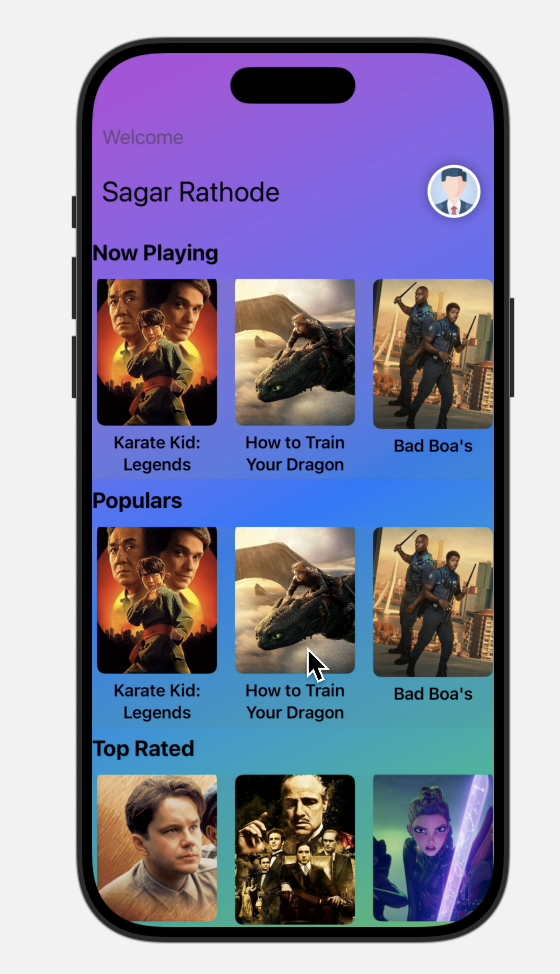 Welcome
Sagar Rathode
Now Playing
Karate Kid:
Legends
How to Train
Your Dragon
Bad Boa's
Populars
Karate Kid:
Legends
How to Train
Your Dragon
Bad Boa's
Top Rated